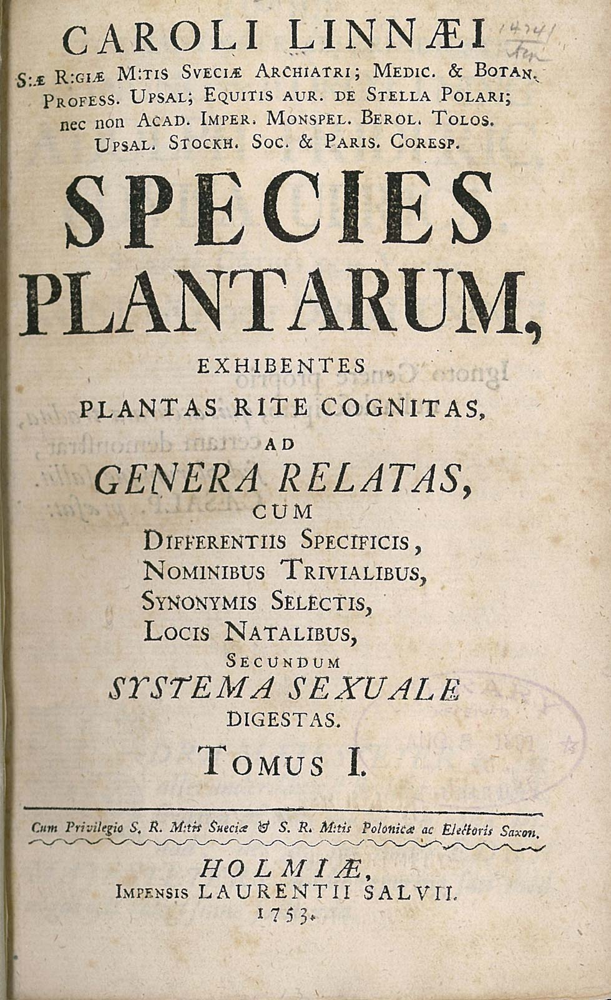 CAROLI LINNÆI
S:Æ R:GIÆ M:TIS SVECIÆ ARCHIATRI; MEDIC. & BOTAN.
PROFESS. UPSAL; EQUITIS AUR. DE STELLA POLARI;
nec non ACAD. IMPER. MONSPEL. BEROL. TOLOS.
UPSAL. STOCKH. SOC. & PARIS. CORESP.
SPECIES
PLANTARUM,
EXHIBENTES
PLANTAS RITE COGNITAS,
AD
GENERA RELATAS,
CUM
DIFFERENTIIS SPECIFICIS,
NOMINIBUS TRIVIALIBUS,
SYNONYMIS SELECTIS,
LOCIS NATALIBUS,
SECUNDUM
SYSTEMA SEXUALE
DIGESTAS.
TOMUS I.
Cum Privilegio S. R. M:tis Sueciæ & S. R. M:tis Polonicæ ac Electoris Saxon.
HOLMIÆ,
IMPENSIS LAURENTII SALVII.
1753.